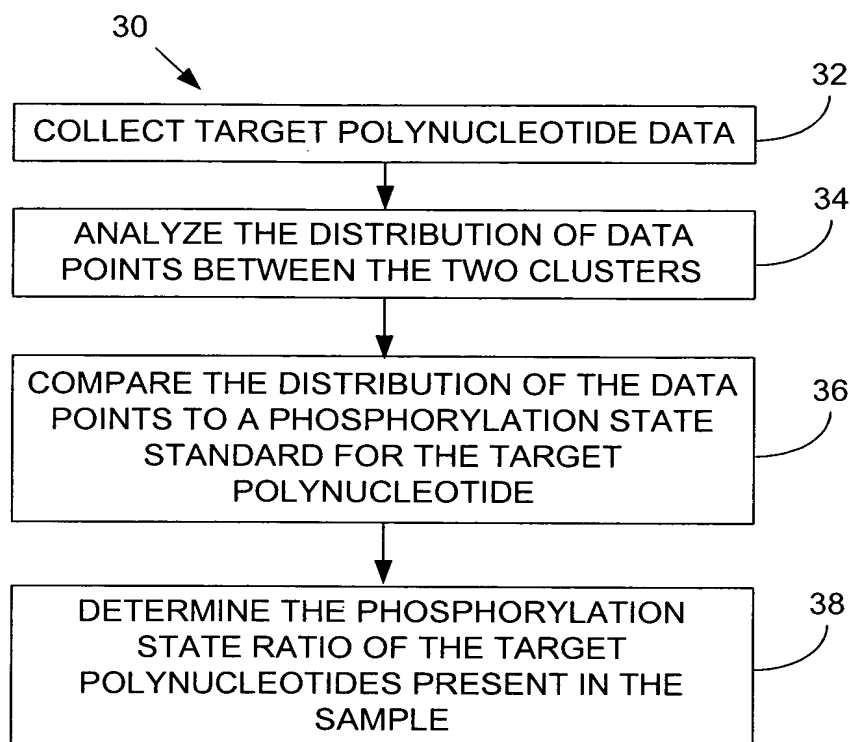 30
32
COLLECT TARGET POLYNUCLEOTIDE DATA
34
ANALYZE THE DISTRIBUTION OF DATA
POINTS BETWEEN THE TWO CLUSTERS
36
COMPARE THE DISTRIBUTION OF THE DATA
POINTS TO A PHOSPHORYLATION STATE
STANDARD FOR THE TARGET
POLYNUCLEOTIDE
38
DETERMINE THE PHOSPHORYLATION
STATE RATIO OF THE TARGET
POLYNUCLEOTIDES PRESENT IN THE
SAMPLE